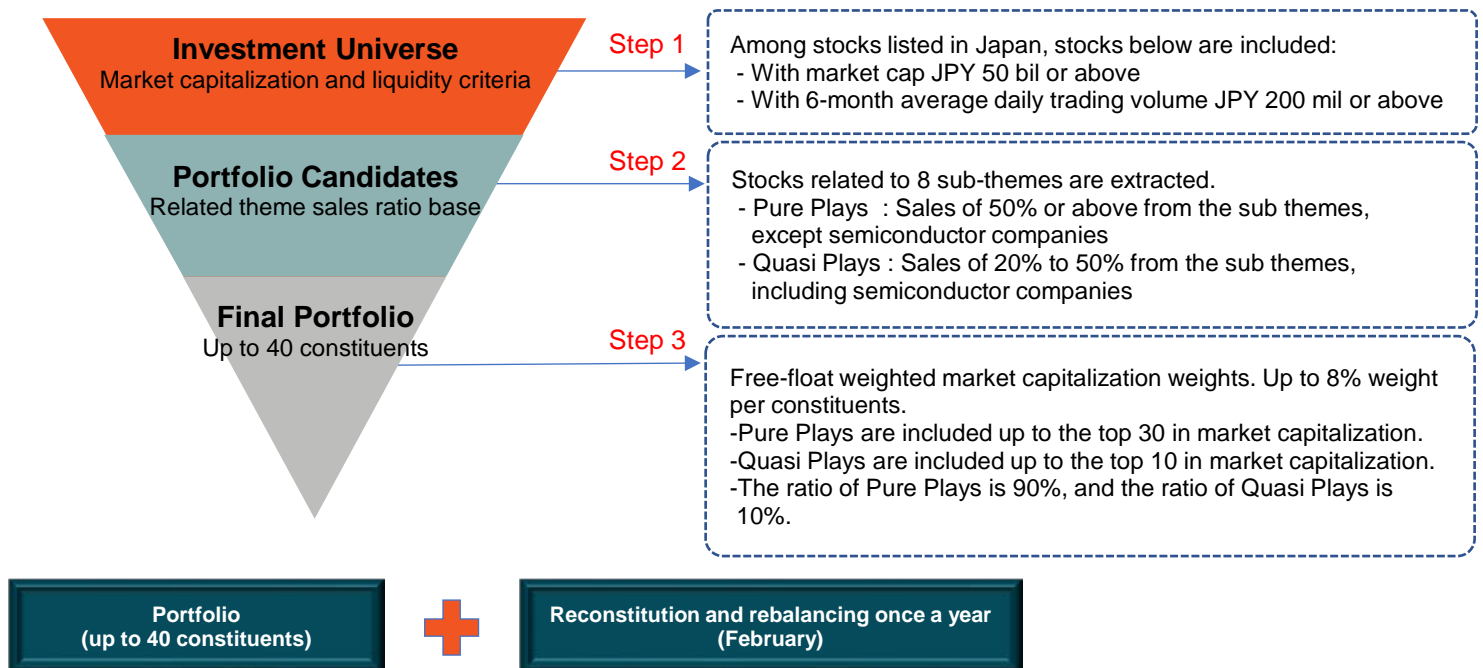 Investment Universe
Market capitalization and liquidity criteria
Step 1
Among stocks listed in Japan, stocks below are included:
- With market cap JPY 50 bil or above
- With 6-month average daily trading volume JPY 200 mil or above
Portfolio Candidates
Related theme sales ratio base
Step 2
Stocks related to 8 sub-themes are extracted.
- Pure Plays : Sales of 50% or above from the sub themes,
except semiconductor companies
- Quasi Plays : Sales of 20% to 50% from the sub themes,
including semiconductor companies
Final Portfolio
Up to 40 constituents
Step 3
Free-float weighted market capitalization weights. Up to 8% weight
per constituents.
-Pure Plays are included up to the top 30 in market capitalization.
-Quasi Plays are included up to the top 10 in market capitalization.
-The ratio of Pure Plays is 90%, and the ratio of Quasi Plays is
10%.
Portfolio
(up to 40 constituents)
Reconstitution and rebalancing once a year
(February)